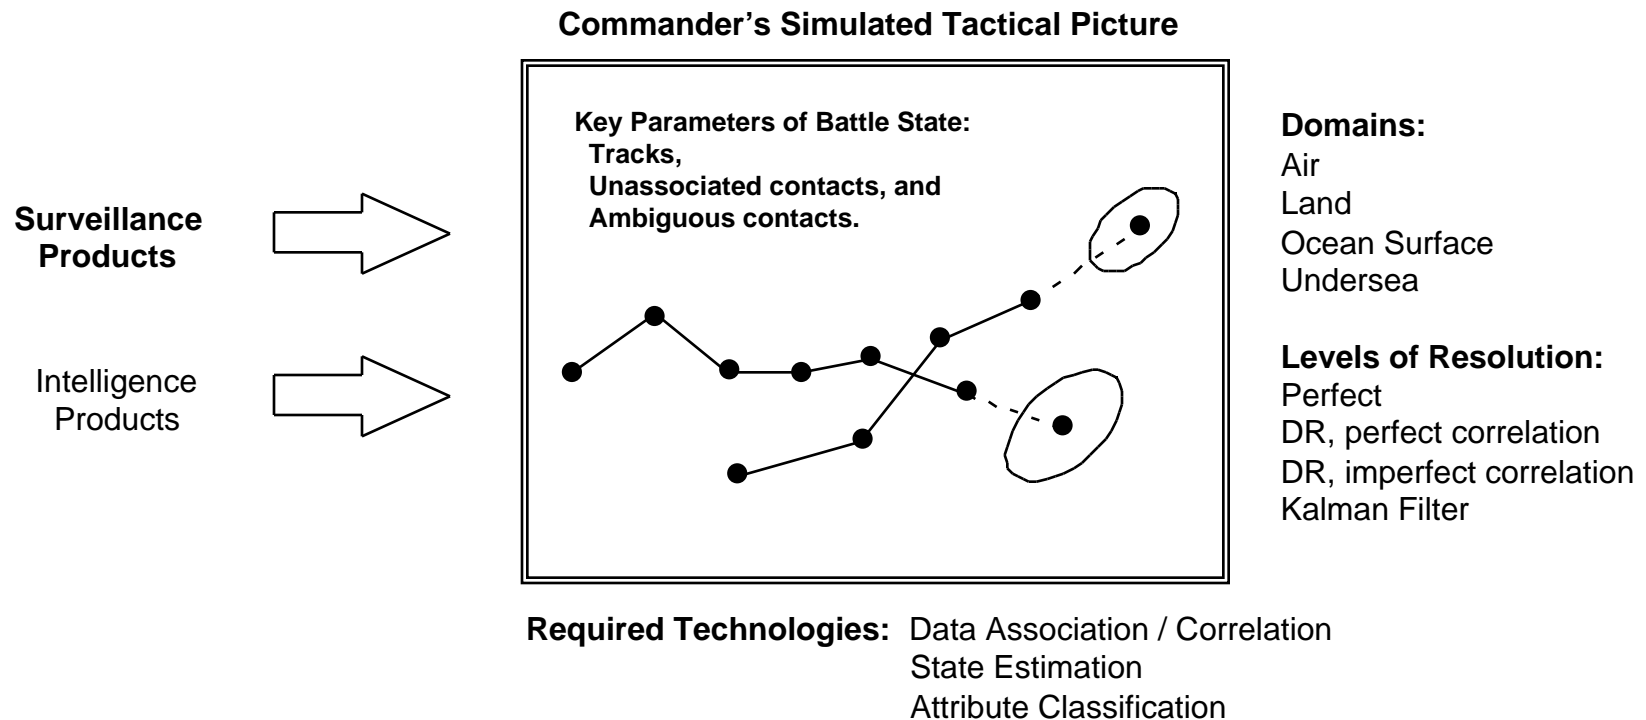 Commander's Simulated Tactical Picture
Key Parameters of Battle State:
Tracks,
Unassociated contacts, and
Ambiguous contacts.
Surveillance
Products
Intelligence
Products
Domains:
Air
Land
Ocean Surface
Undersea
Levels of Resolution:
Perfect
DR, perfect correlation
DR, imperfect correlation
Kalman Filter
Required Technologies: Data Association / Correlation
State Estimation
Attribute Classification